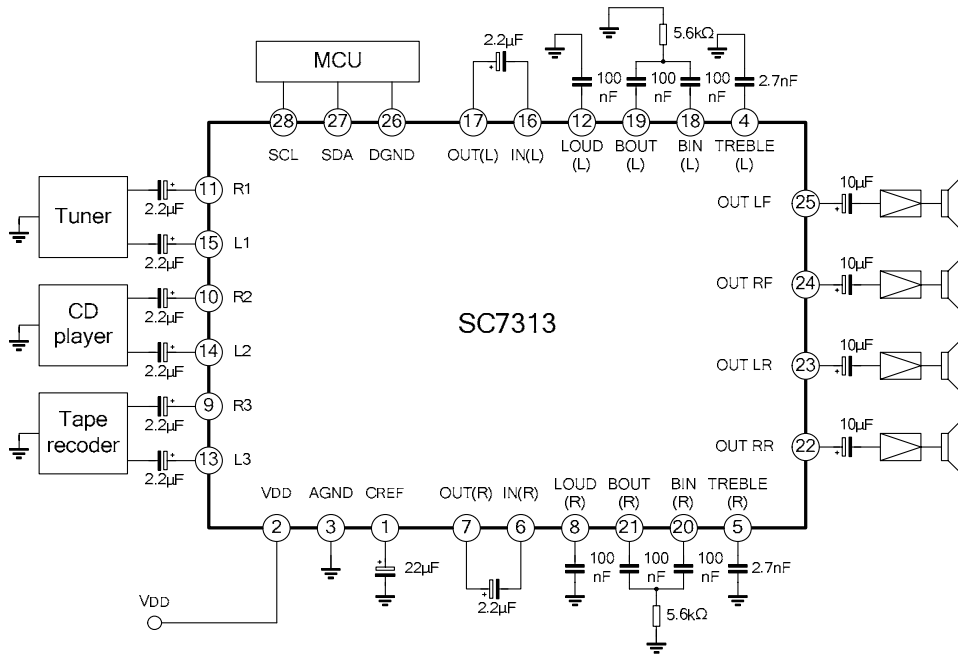 MCU
2.2µF
5.6kΩ
100 nF
100 nF
100 nF
2.7nF
28
27
26
17
16
12
19
18
4
SCL
SDA
DGND
OUT(L)
IN(L)
LOUD (L)
BOUT (L)
BIN (L)
TREBLE (L)
Tuner
2.2µF
11
R1
2.2µF
15
L1
CD player
2.2µF
10
R2
2.2µF
14
L2
Tape recoder
2.2µF
9
R3
2.2µF
13
L3
SC7313
OUT LF
25
10µF
OUT RF
24
10µF
OUT LR
23
10µF
OUT RR
22
10µF
VDD
AGND
CREF
OUT(R)
IN(R)
LOUD (R)
BOUT (R)
BIN (R)
TREBLE (R)
2
3
1
7
6
8
21
20
5
22µF
2.2µF
100 nF
100 nF
100 nF
2.7nF
5.6kΩ
VDD